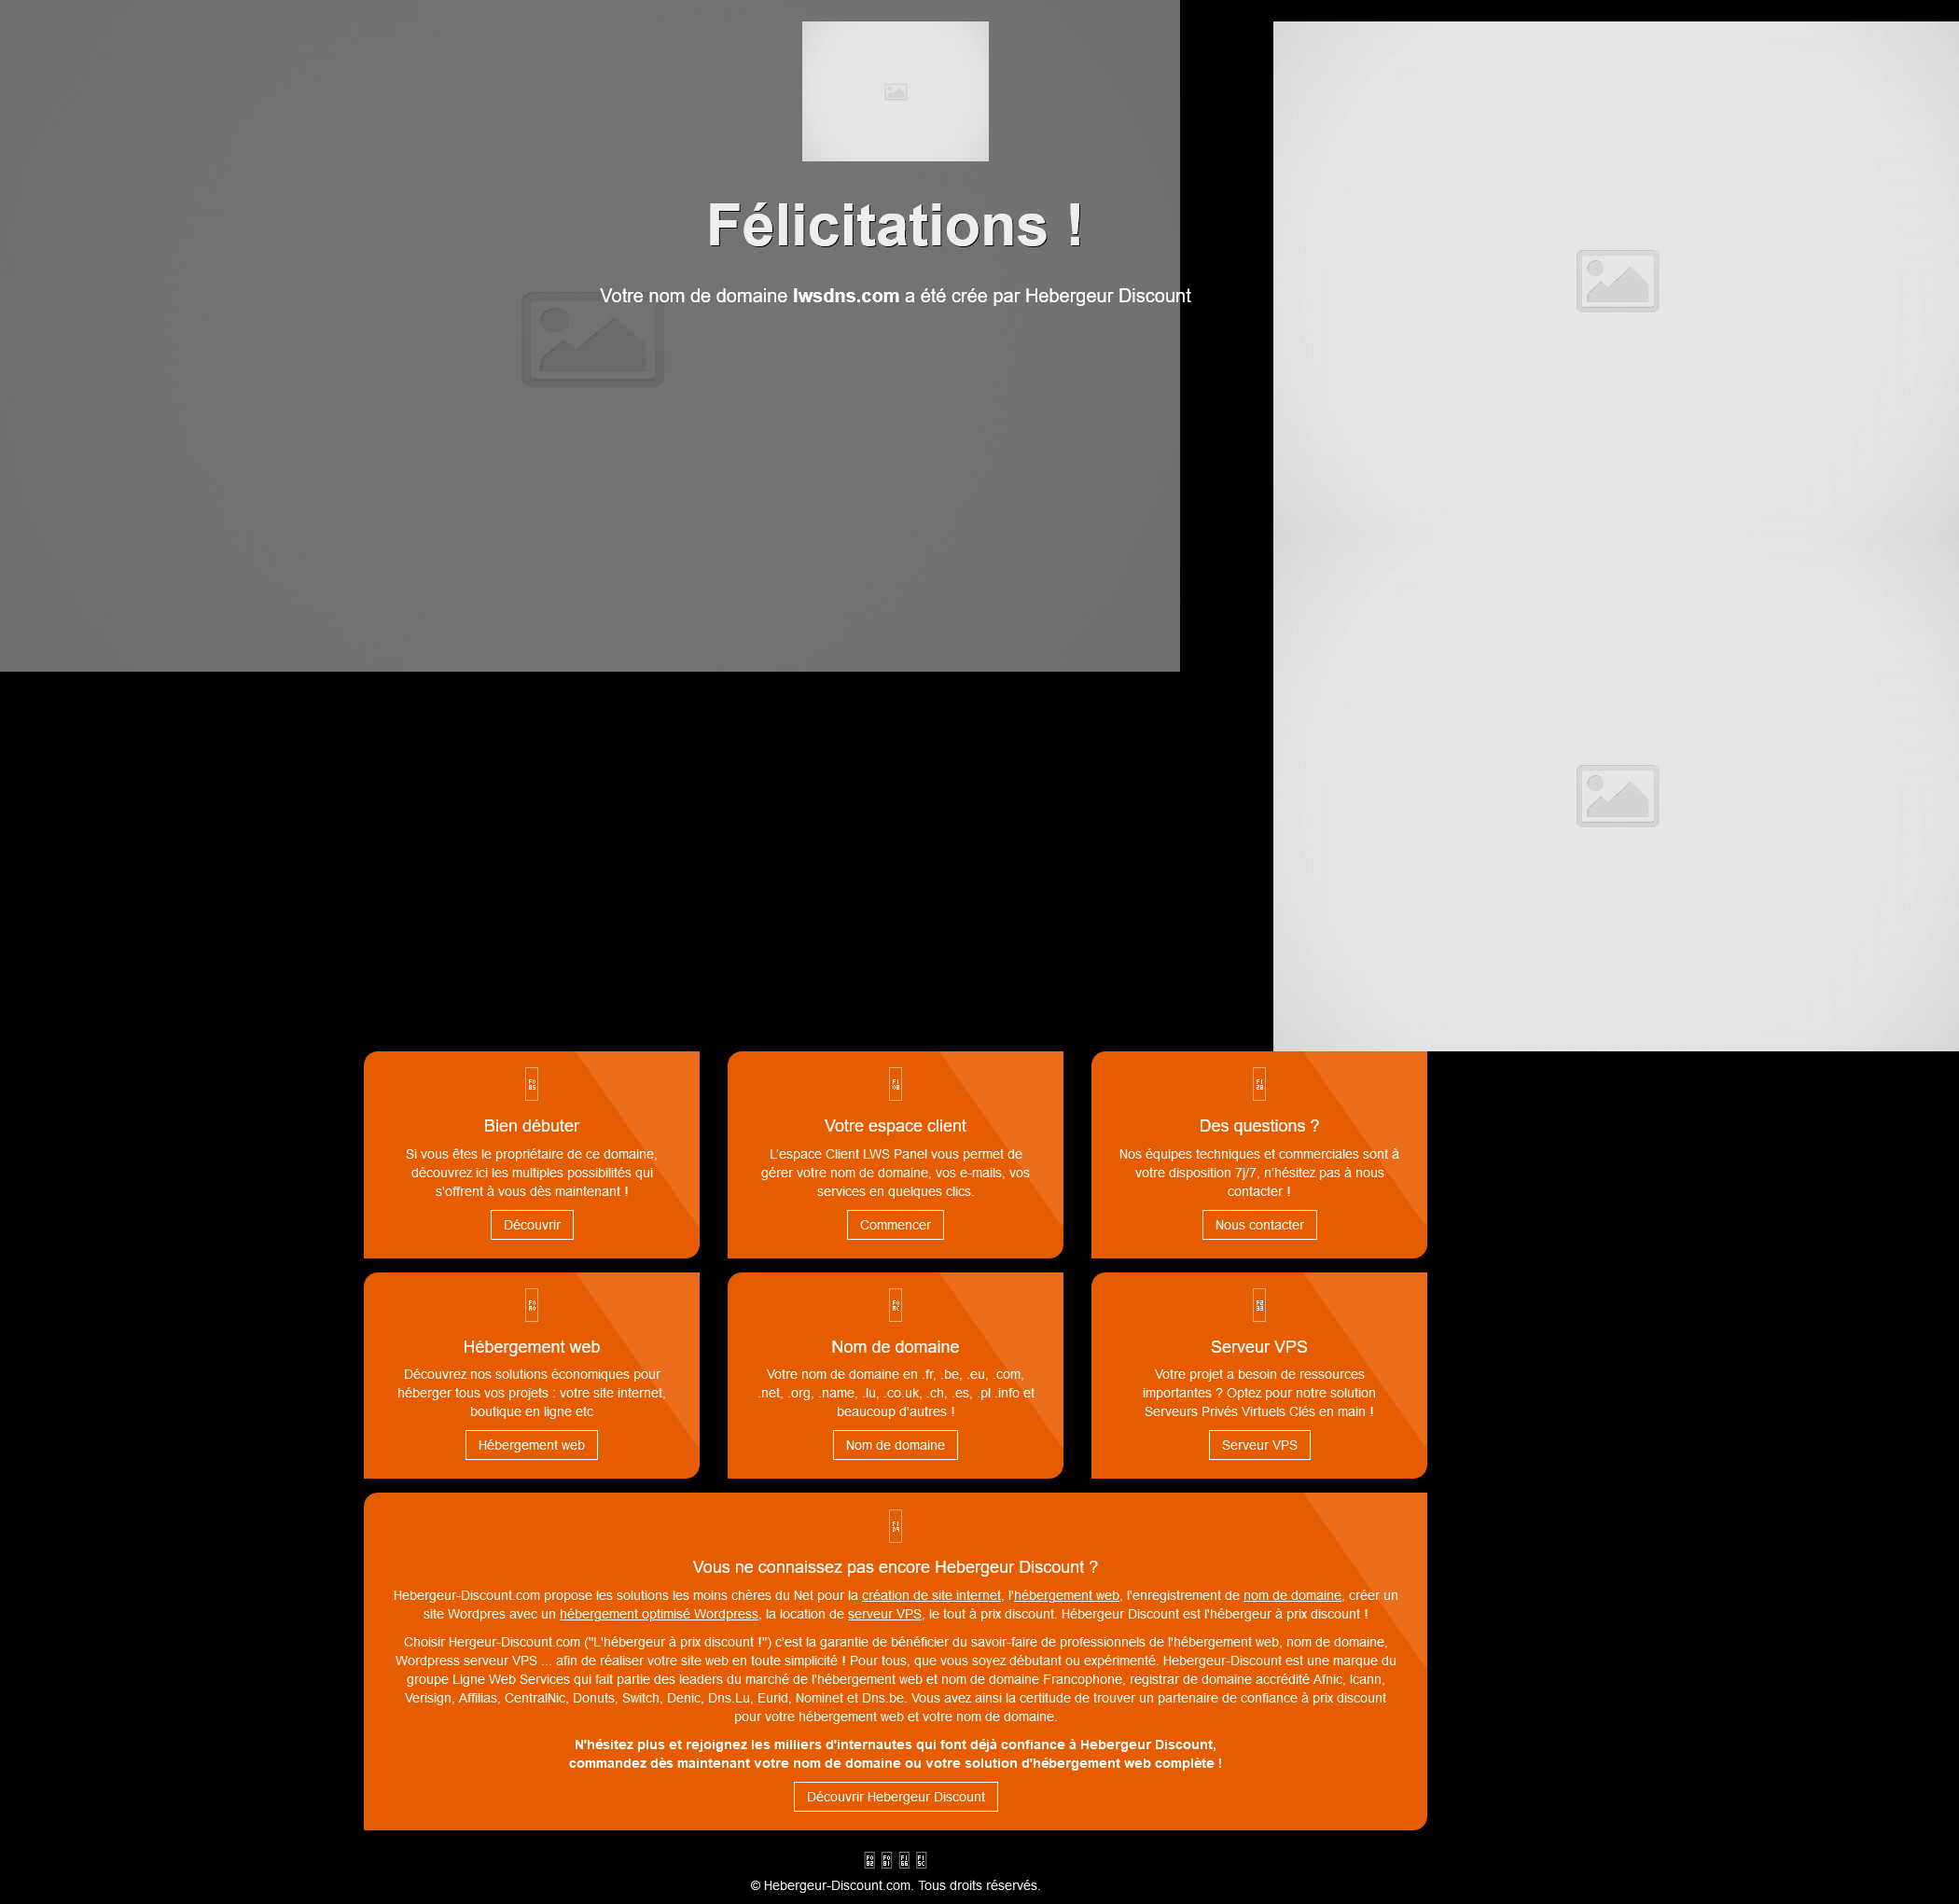 Félicitations !
Votre nom de domaine lwsdns.com a été crée par Hebergeur Discount
Bien débuter
Si vous êtes le propriétaire de ce domaine,
découvrez ici les multiples possibilités qui
s'offrent à vous dès maintenant !
Découvrir
Votre espace client
L'espace Client LWS Panel vous permet de
gérer votre nom de domaine, vos e-mails, vos
services en quelques clics.
Commencer
Des questions ?
Nos équipes techniques et commerciales sont à
votre disposition 7j/7, n'hésitez pas à nous
contacter !
Nous contacter
Hébergement web
Découvrez nos solutions économiques pour
héberger tous vos projets : votre site internet,
boutique en ligne etc
Hébergement web
Nom de domaine
Votre nom de domaine en .fr, .be, .eu, .com,
.net, .org, .name, .lu, .co.uk, .ch, .es, .pl .info et
beaucoup d'autres !
Nom de domaine
Serveur VPS
Votre projet a besoin de ressources
importantes ? Optez pour notre solution
Serveurs Privés Virtuels Clés en main !
Serveur VPS
Vous ne connaissez pas encore Hebergeur Discount ?
Hebergeur-Discount.com propose les solutions les moins chères du Net pour la création de site internet, l'hébergement web, l'enregistrement de nom de domaine, créer un
site Wordpres avec un hébergement optimisé Wordpress, la location de serveur VPS, le tout à prix discount. Hébergeur Discount est l'hébergeur à prix discount !
Choisir Hergeur-Discount.com ("L'hébergeur à prix discount !") c'est la garantie de bénéficier du savoir-faire de professionnels de l'hébergement web, nom de domaine,
Wordpress serveur VPS ... afin de réaliser votre site web en toute simplicité ! Pour tous, que vous soyez débutant ou expérimenté. Hebergeur-Discount est une marque du
groupe Ligne Web Services qui fait partie des leaders du marché de l'hébergement web et nom de domaine Francophone, registrar de domaine accrédité Afnic, Icann,
Verisign, Affilias, CentralNic, Donuts, Switch, Denic, Dns.Lu, Eurid, Nominet et Dns.be. Vous avez ainsi la certitude de trouver un partenaire de confiance à prix discount
pour votre hébergement web et votre nom de domaine.
N'hésitez plus et rejoignez les milliers d'internautes qui font déjà confiance à Hebergeur Discount,
commandez dès maintenant votre nom de domaine ou votre solution d'hébergement web complète !
Découvrir Hebergeur Discount
© Hebergeur-Discount.com. Tous droits réservés.